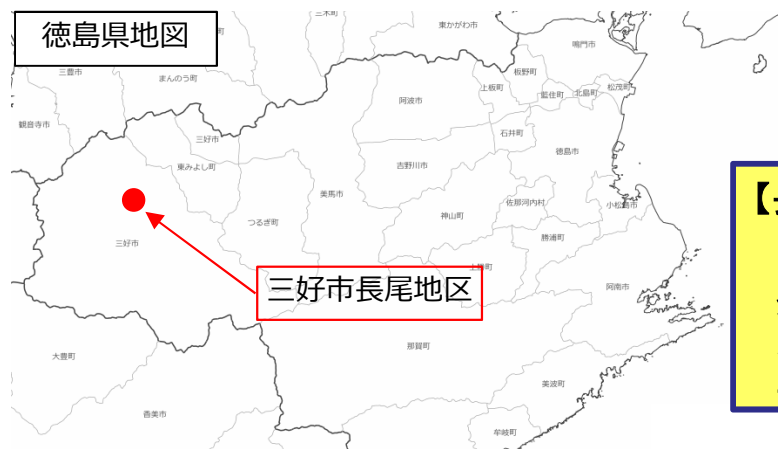 徳島県地図
三木町
東かがわ市
鳴門市
三豊市
まんのう町
板野町
上板町
藍住町
北島町
松茂町
阿波市
観音寺市
三好市
石井町
徳島市
東みよし町
吉野川市
美馬市
佐那河内村
小松島市
つるぎ町
神山町
勝浦町
三好市
上勝町
三好市長尾地区
阿南市
那賀町
大豊町
美波町
香美市
牟岐町